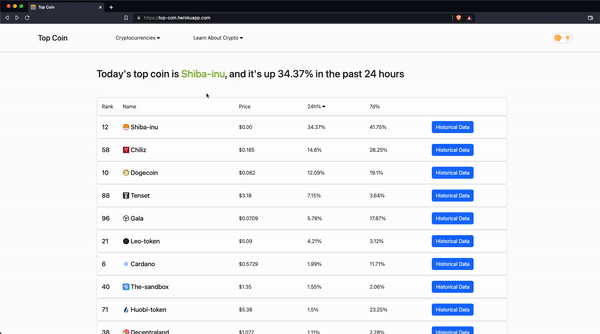 Top Coin
https://top-coin.herokuapp.com
Top Coin Cryptocurrencies Learn About Crypto
Today's top coin is Shiba-inu, and it's up 34.37% in the past 24 hours
Rank Name Price 24h% 7d%
12 Shiba-inu $0.00 34.37% 41.75% Historical Data
58 Chiliz $0.185 14.6% 26.25% Historical Data
10 Dogecoin $0.082 12.09% 19.1% Historical Data
88 Tenset $3.18 7.15% 3.64% Historical Data
96 Gala $0.0709 5.78% 17.87% Historical Data
21 Leo-token $5.09 4.21% 3.12% Historical Data
6 Cardano $0.5729 1.99% 11.71% Historical Data
40 The-sandbox $1.35 1.55% 2.06% Historical Data
71 Huobi-token $5.38 1.5% 23.25% Historical Data
38 Decentraland $1.077 1.11% 2.28% Historical Data